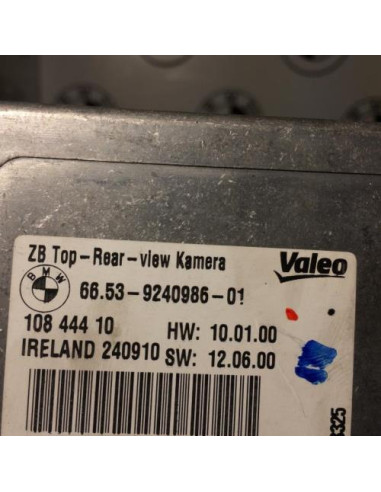 ZB Top-Rear-view Kamera
Valeo
BMW
66.53-9240986-01
108 444 10
HW: 10.01.00
IRELAND 240910
SW: 12.06.00